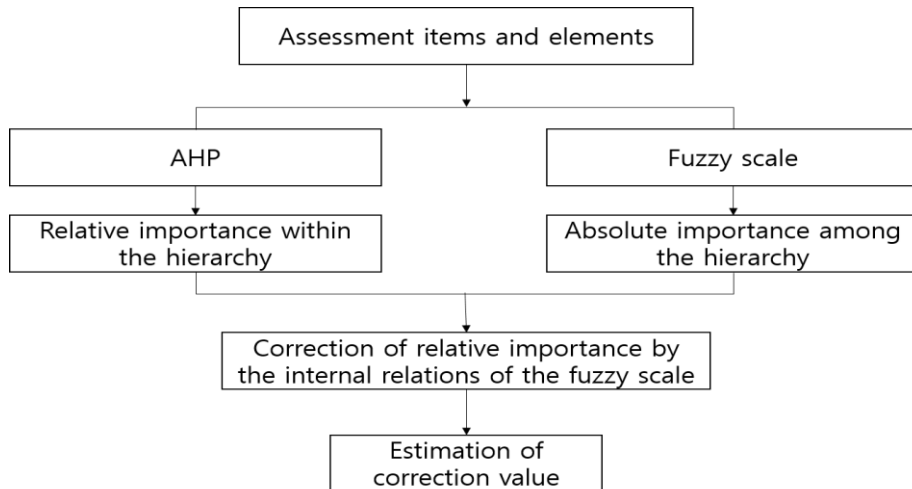 Assessment items and elements
AHP
Fuzzy scale
Relative importance within
the hierarchy
Absolute importance among
the hierarchy
Correction of relative importance by
the internal relations of the fuzzy scale
Estimation of
correction value